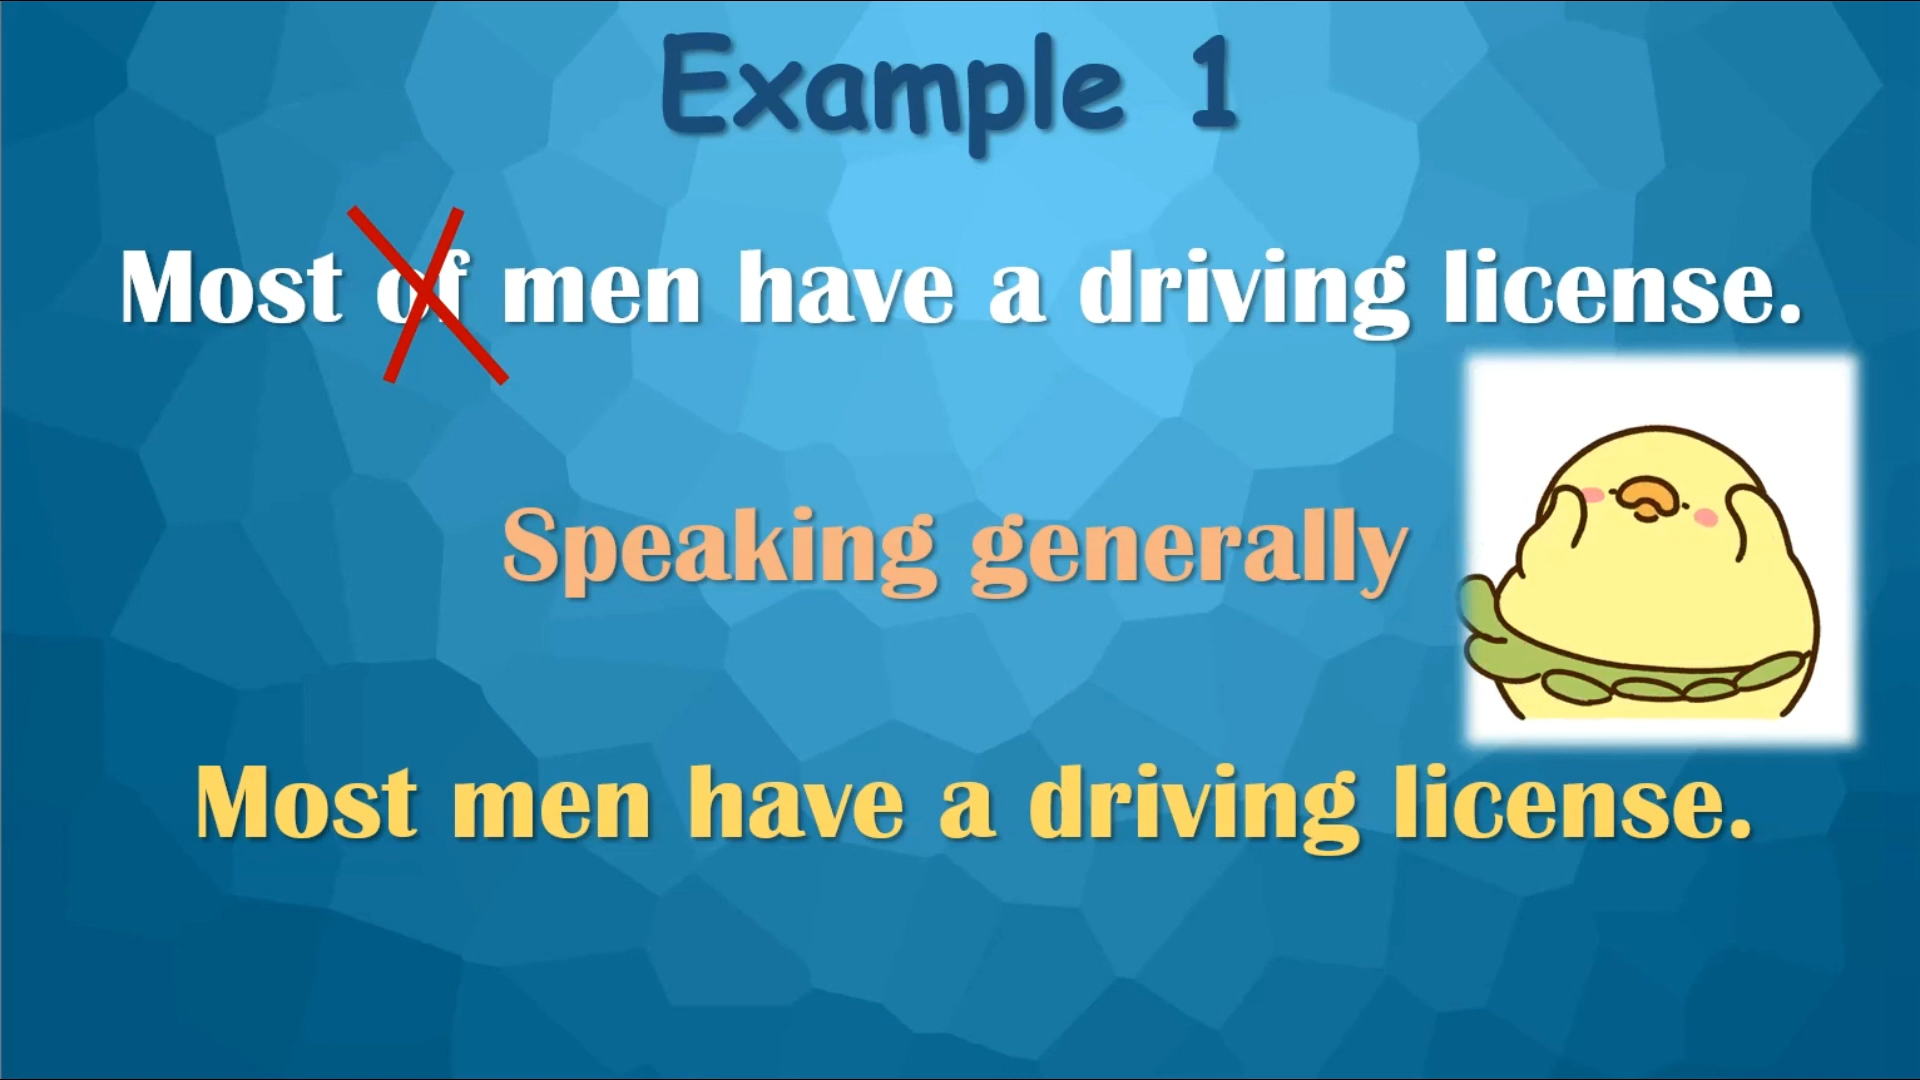 Example 1
Most of men have a driving license.
Speaking generally
Most men have a driving license.